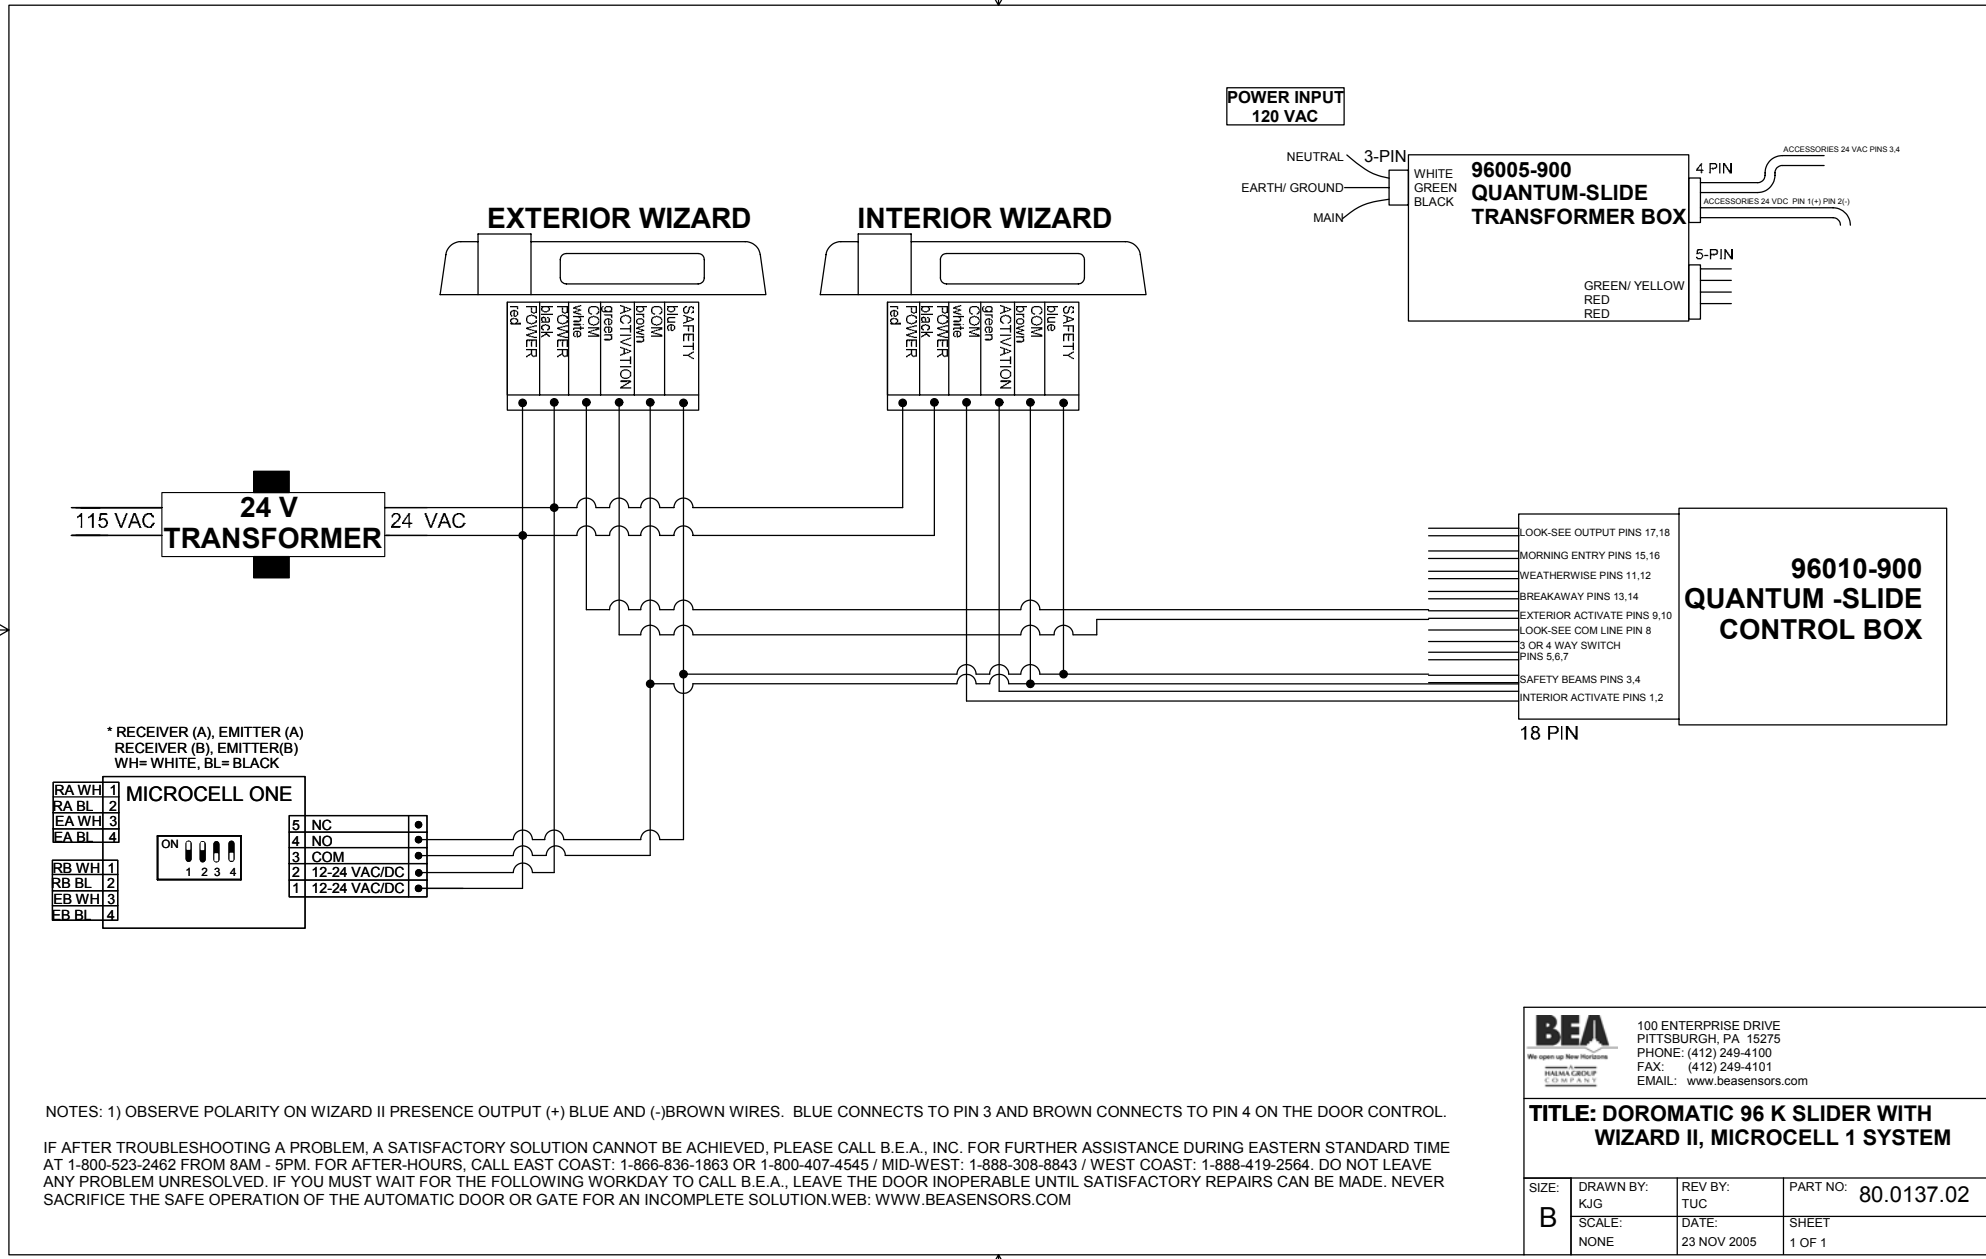 POWER INPUT
120 VAC
NEUTRAL
3-PIN
EARTH/ GROUND
MAIN
WHITE
GREEN
BLACK
96005-900
QUANTUM-SLIDE
TRANSFORMER BOX
4 PIN
ACCESSORIES 24 VAC PINS 3,4
ACCESSORIES 24 VDC PIN 1(+) PIN 2(-)
5-PIN
GREEN/ YELLOW
RED
RED
EXTERIOR WIZARD
red
POWER
black
POWER
white
COM
green
ACTIVATION
brown
COM
blue
SAFETY
INTERIOR WIZARD
red
POWER
black
POWER
white
COM
green
ACTIVATION
brown
COM
blue
SAFETY
115 VAC
24 V
TRANSFORMER
24 VAC
LOOK-SEE OUTPUT PINS 17,18
MORNING ENTRY PINS 15,16
WEATHERWISE PINS 11,12
BREAKAWAY PINS 13,14
EXTERIOR ACTIVATE PINS 9,10
LOOK-SEE COM LINE PIN 8
3 OR 4 WAY SWITCH
PINS 5,6,7
SAFETY BEAMS PINS 3,4
INTERIOR ACTIVATE PINS 1,2
18 PIN
96010-900
QUANTUM -SLIDE
CONTROL BOX
* RECEIVER (A), EMITTER (A)
RECEIVER (B), EMITTER(B)
WH= WHITE, BL= BLACK
MICROCELL ONE
RA WH 1
RA BL 2
EA WH 3
EA BL 4
RB WH 1
RB BL 2
EB WH 3
EB BL 4
ON
1 2 3 4
5 NC
4 NO
3 COM
2 12-24 VAC/DC
1 12-24 VAC/DC
NOTES: 1) OBSERVE POLARITY ON WIZARD II PRESENCE OUTPUT (+) BLUE AND (-)BROWN WIRES. BLUE CONNECTS TO PIN 3 AND BROWN CONNECTS TO PIN 4 ON THE DOOR CONTROL.
IF AFTER TROUBLESHOOTING A PROBLEM, A SATISFACTORY SOLUTION CANNOT BE ACHIEVED, PLEASE CALL B.E.A., INC. FOR FURTHER ASSISTANCE DURING EASTERN STANDARD TIME
AT 1-800-523-2462 FROM 8AM - 5PM. FOR AFTER-HOURS, CALL EAST COAST: 1-866-836-1863 OR 1-800-407-4545 / MID-WEST: 1-888-308-8843 / WEST COAST: 1-888-419-2564. DO NOT LEAVE
ANY PROBLEM UNRESOLVED. IF YOU MUST WAIT FOR THE FOLLOWING WORKDAY TO CALL B.E.A., LEAVE THE DOOR INOPERABLE UNTIL SATISFACTORY REPAIRS CAN BE MADE. NEVER
SACRIFICE THE SAFE OPERATION OF THE AUTOMATIC DOOR OR GATE FOR AN INCOMPLETE SOLUTION.WEB: WWW.BEASENSORS.COM
BEA
We open up New Horizons
A
HALMA GROUP
COMPANY
100 ENTERPRISE DRIVE
PITTSBURGH, PA 15275
PHONE: (412) 249-4100
FAX: (412) 249-4101
EMAIL: www.beasensors.com
TITLE: DOROMATIC 96 K SLIDER WITH
WIZARD II, MICROCELL 1 SYSTEM
SIZE:
B
DRAWN BY:
KJG
REV BY:
TUC
PART NO: 80.0137.02
SCALE:
NONE
DATE:
23 NOV 2005
SHEET
1 OF 1